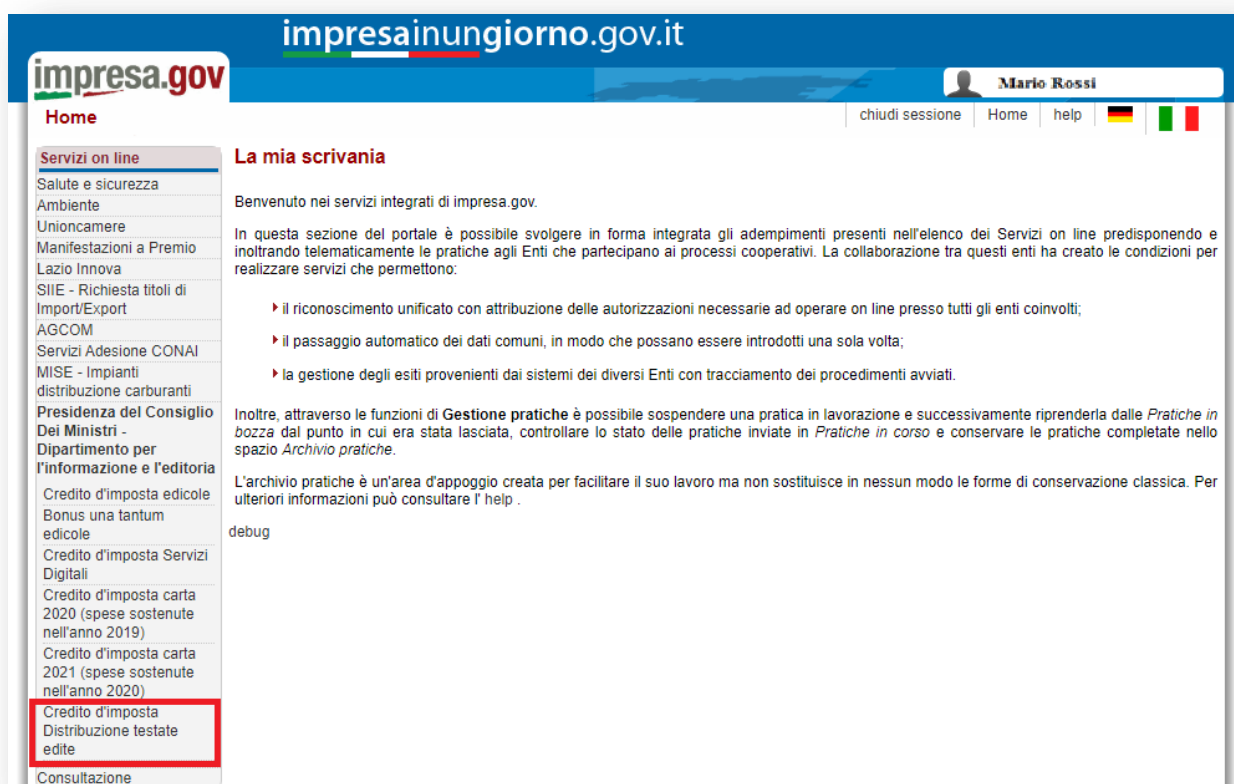 impresainungiorno.gov.it
impresa.gov
Mario Rossi
Home
chiudi sessione
Home
help
Servizi on line
Salute e sicurezza
Ambiente
Unioncamere
Manifestazioni a Premio
Lazio Innova
SIIE - Richiesta titoli di
Import/Export
AGCOM
Servizi Adesione CONAI
MISE - Impianti
distribuzione carburanti
Presidenza del Consiglio
Dei Ministri -
Dipartimento per
l'informazione e l'editoria
Credito d'imposta edicole
Bonus una tantum
edicole
Credito d'imposta Servizi
Digitali
Credito d'imposta carta
2020 (spese sostenute
nell'anno 2019)
Credito d'imposta carta
2021 (spese sostenute
nell'anno 2020)
Credito d'imposta
Distribuzione testate
edite
Consultazione
La mia scrivania
Benvenuto nei servizi integrati di impresa.gov.
In questa sezione del portale è possibile svolgere in forma integrata gli adempimenti presenti nell'elenco dei Servizi on line predisponendo e
inoltrando telematicamente le pratiche agli Enti che partecipano ai processi cooperativi. La collaborazione tra questi enti ha creato le condizioni per
realizzare servizi che permettono:
il riconoscimento unificato con attribuzione delle autorizzazioni necessarie ad operare on line presso tutti gli enti coinvolti;
il passaggio automatico dei dati comuni, in modo che possano essere introdotti una sola volta;
la gestione degli esiti provenienti dai sistemi dei diversi Enti con tracciamento dei procedimenti avviati.
Inoltre, attraverso le funzioni di Gestione pratiche è possibile sospendere una pratica in lavorazione e successivamente riprenderla dalle Pratiche in
bozza dal punto in cui era stata lasciata, controllare lo stato delle pratiche inviate in Pratiche in corso e conservare le pratiche completate nello
spazio Archivio pratiche.
L'archivio pratiche è un'area d'appoggio creata per facilitare il suo lavoro ma non sostituisce in nessun modo le forme di conservazione classica. Per
ulteriori informazioni può consultare l' help .
debug